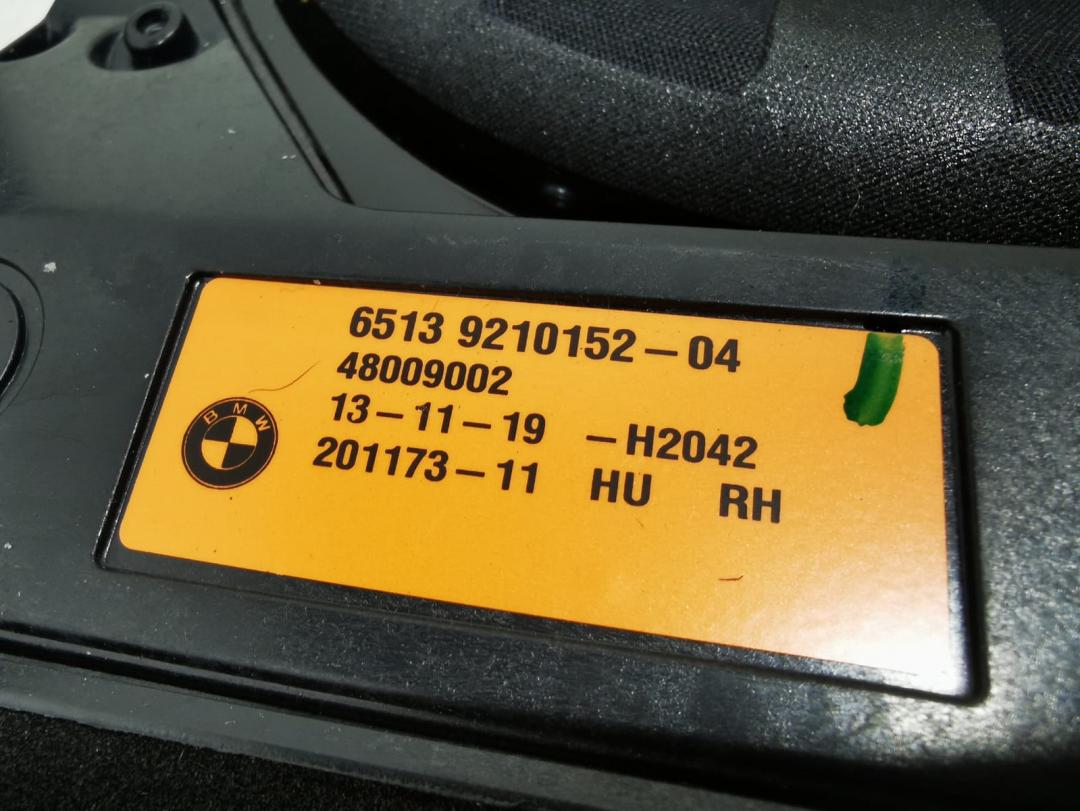 6513 9210152-04
48009002
13-11-19 -H2042
201173-11 HU RH
BMW